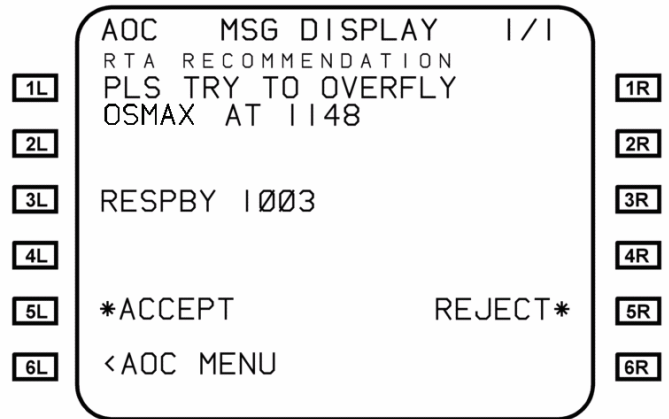 AOC MSG DISPLAY 1/1
RTA RECOMMENDATION
1L PLS TRY TO OVERFLY 1R
OSMAX AT 1148
2L 2R
3L RESPBY 1003 3R
4L 4R
5L *ACCEPT REJECT* 5R
6L <AOC MENU 6R